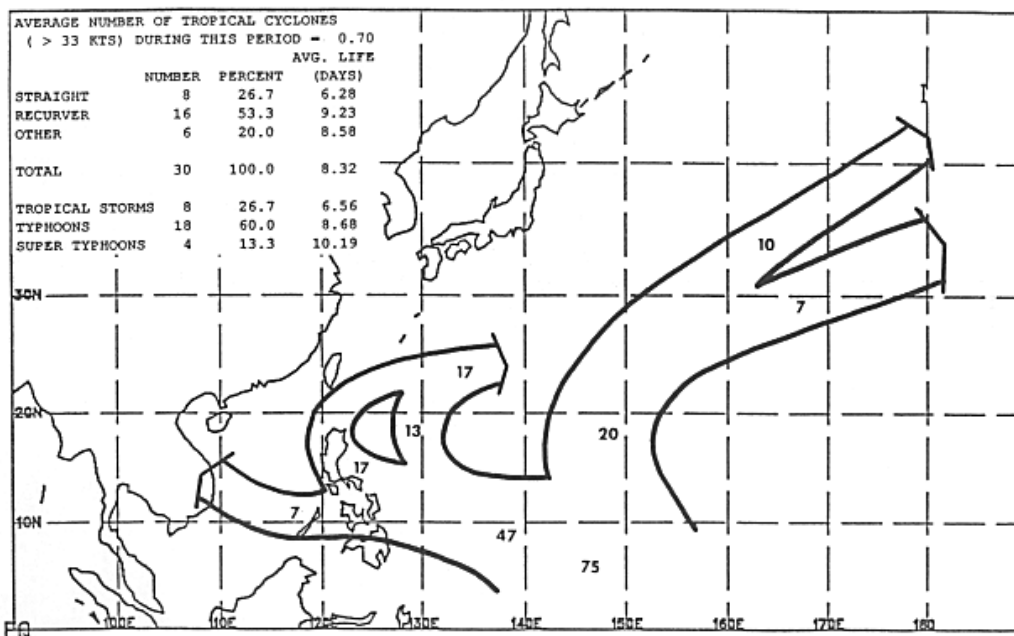 AVERAGE NUMBER OF TROPICAL CYCLONES
( > 33 KTS) DURING THIS PERIOD = 0.70
AVG. LIFE
NUMBER PERCENT (DAYS)
STRAIGHT 8 26.7 6.28
RECURVER 16 53.3 9.23
OTHER 6 20.0 8.58
TOTAL 30 100.0 8.32
TROPICAL STORMS 8 26.7 6.56
TYPHOONS 18 60.0 8.68
SUPER TYPHOONS 4 13.3 10.19
10
30N
7
17
20N
13
20
17
7
10N
47
75
EQ 100E 110E 120E 130E 140E 150E 160E 170E 180